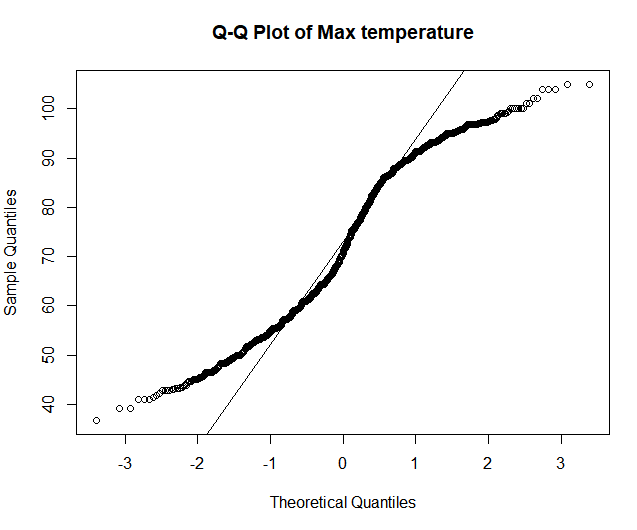 Q-Q Plot of Max temperature
Sample Quantiles
100
90
80
70
60
50
40
-3 -2 -1 0 1 2 3
Theoretical Quantiles